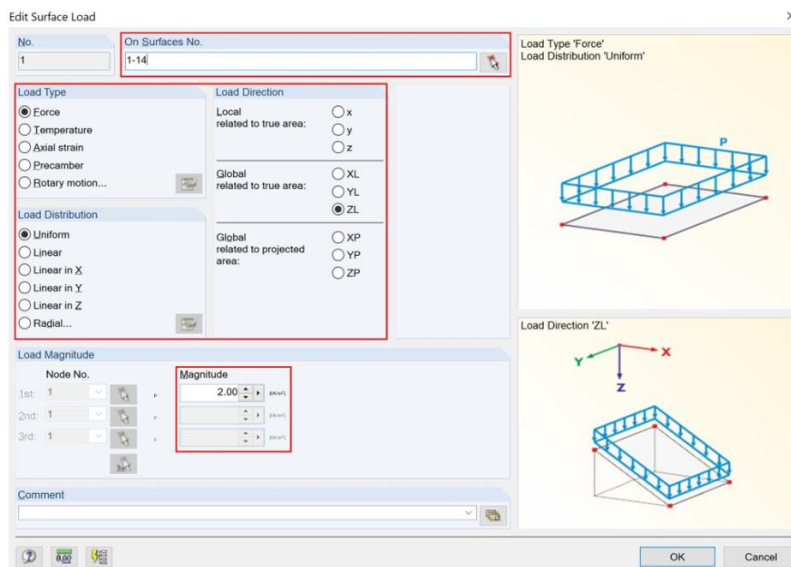 Edit Surface Load
No.
1
On Surfaces No.
1-14
Load Type
Force
Temperature
Axial strain
Precamber
Rotary motion...
Load Distribution
Uniform
Linear
Linear in X
Linear in Y
Linear in Z
Radial...
Load Direction
Local
related to true area:
x
y
z
Global
related to true area:
XL
YL
ZL
Global
related to projected
area:
XP
YP
ZP
Load Magnitude
Node No.
1st: 1
2nd: 1
3rd: 1
Magnitude
2.00
Comment
0.00
OK
Cancel
Load Type 'Force'
Load Distribution 'Uniform'
P
Load Direction 'ZL'
Y
X
Z